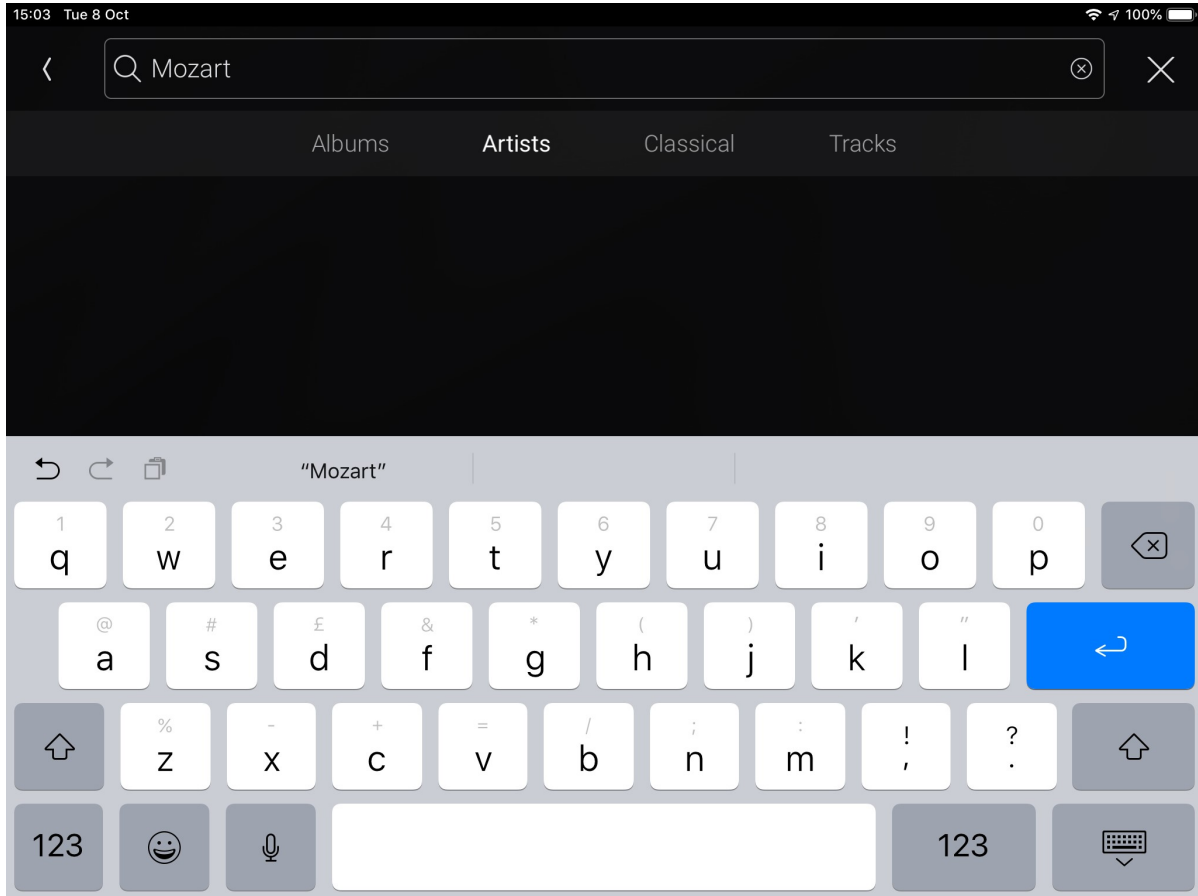 15:03 Tue 8 Oct 100%
Mozart
Albums Artists Classical Tracks
“Mozart”
1 2 3 4 5 6 7 8 9 0
q w e r t y u i o p
@ # £ & * ( ) ' "
a s d f g h j k l
% - + = / ; : ! ?
z x c v b n m , .
123 123